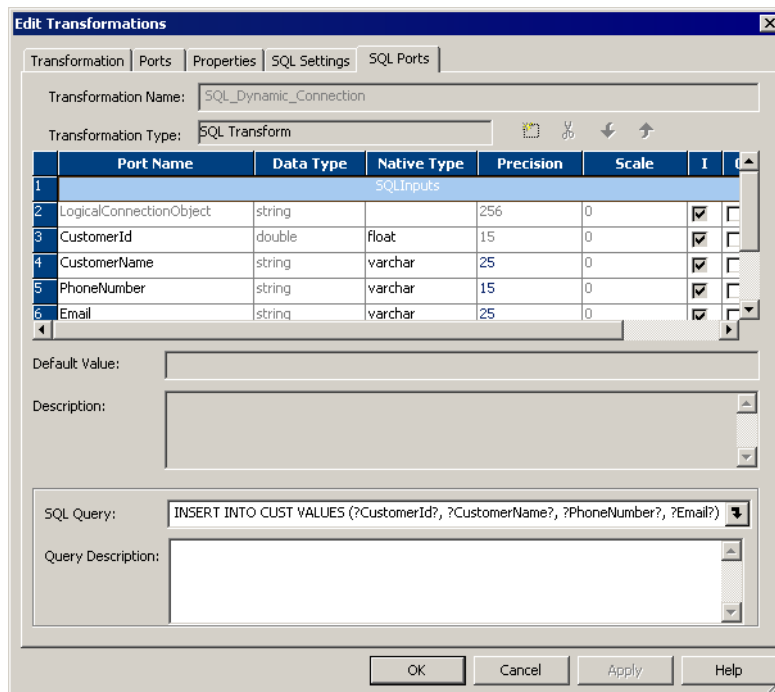 Edit Transformations
Transformation Ports Properties SQL Settings SQL Ports
Transformation Name: SQL_Dynamic_Connection
Transformation Type: SQL Transform
Port Name Data Type Native Type Precision Scale I
1 SQLInputs
2 LogicalConnectionObject string 256 0
3 CustomerId double float 15 0
4 CustomerName string varchar 25 0
5 PhoneNumber string varchar 15 0
6 Email string varchar 25 0
Default Value:
Description:
SQL Query: INSERT INTO CUST VALUES (?CustomerId?, ?CustomerName?, ?PhoneNumber?, ?Email?)
Query Description:
OK Cancel Apply Help